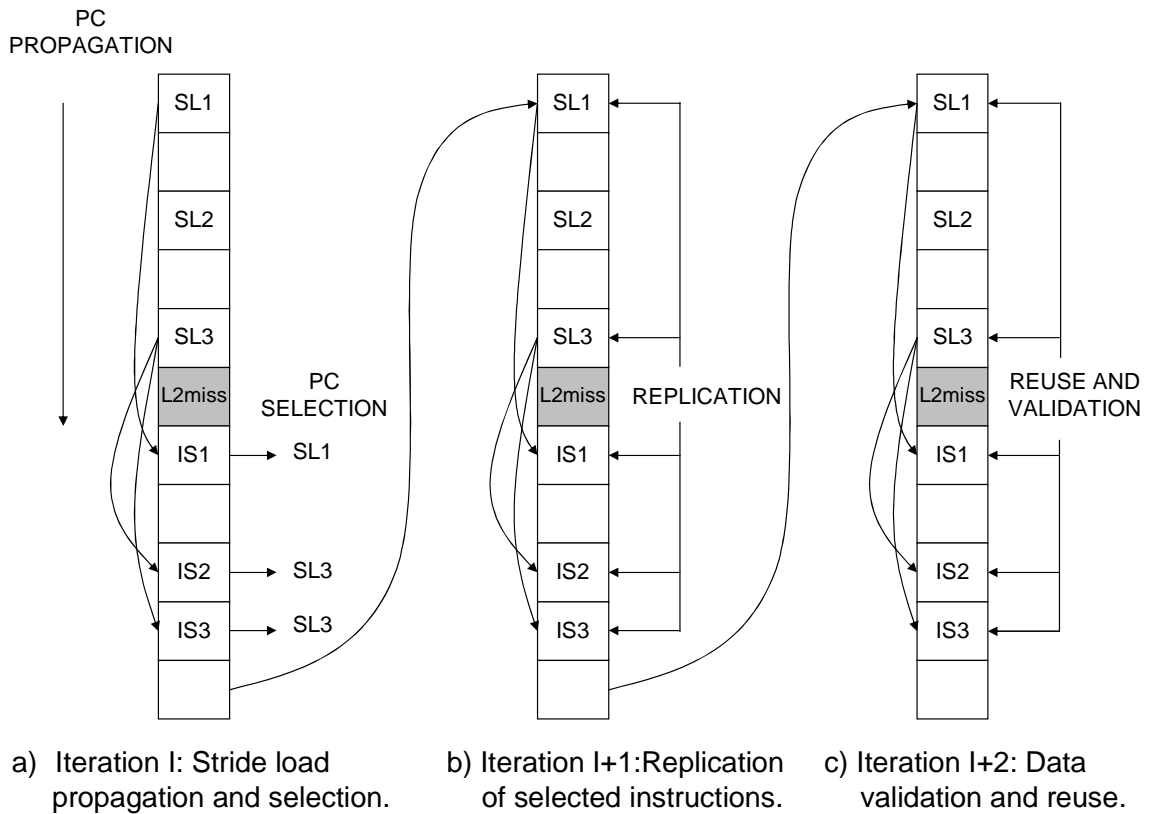 PC
PROPAGATION
SL1
SL2
SL3
L2miss
PC
SELECTION
IS1
SL1
IS2
SL3
IS3
SL3
SL1
SL2
SL3
L2miss
REPLICATION
IS1
IS2
IS3
SL1
SL2
SL3
L2miss
REUSE AND
VALIDATION
IS1
IS2
IS3
a) Iteration I: Stride load
propagation and selection.
b) Iteration I+1:Replication
of selected instructions.
c) Iteration I+2: Data
validation and reuse.